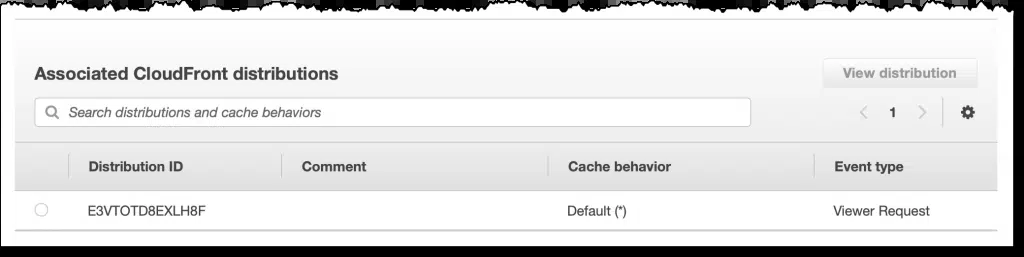 Associated CloudFront distributions
View distribution
Search distributions and cache behaviors
1
Distribution ID Comment Cache behavior Event type
E3VTOTD8EXLH8F Default (*) Viewer Request